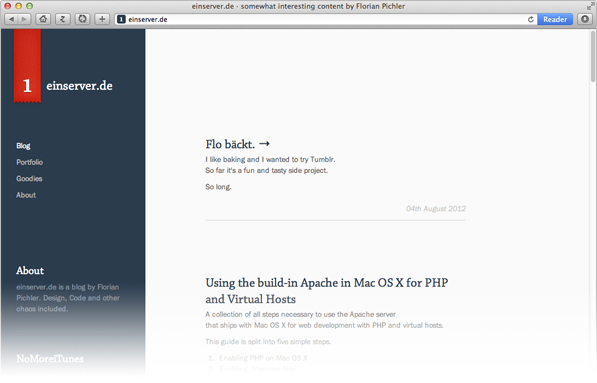 einserver.de - somewhat interesting content by Florian Pichler
1 einserver.de
Reader
1
einserver.de
Blog
Portfolio
Goodies
About
About
einserver.de is a blog by Florian
Pichler. Design, Code and other
chaos included.
NoMoreiTunes
Flo bäckt. →
I like baking and I wanted to try Tumblr.
So far it's a fun and tasty side project.
So long.
04th August 2012
Using the build-in Apache in Mac OS X for PHP
and Virtual Hosts
A collection of all steps necessary to use the Apache server
that ships with Mac OS X for web development with PHP and virtual hosts.
This guide is split into five simple steps.
1. Enabling PHP on Mac OS X
2.